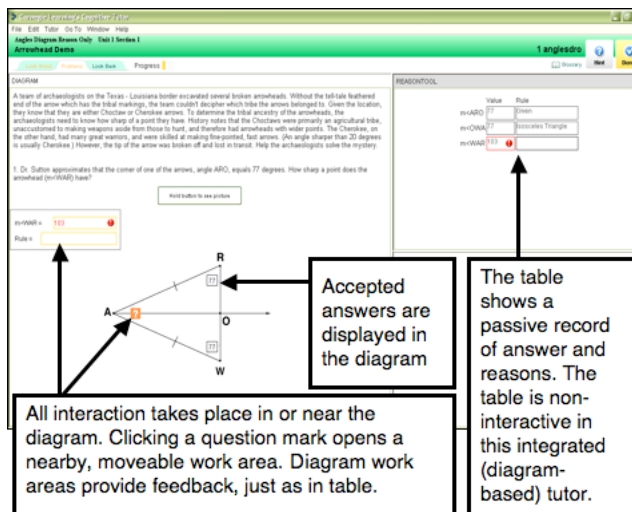 Carnegie Learning's Cognitive Tutor
File Edit Tutor Go To Window Help
Angles Diagram Reason Only Unit 1 Section 1
Arrowhead Demo
1 anglesdro
Look Back Progress
Glossary Hint Done
DIAGRAM
A team of archaeologists on the Texas - Louisiana border excavated several broken arrowheads. Without the tell-tale feathered
end of the arrow which has the tribal markings, the team couldn't decipher which tribe the arrows belonged to. Given the location,
they know that they are either Choctaw or Cherokee arrows. To determine the tribal ancestry of the arrowheads, the
archaeologists need to know how sharp of a point they have. History notes that the Choctaws were primarily an agricultural tribe,
unaccustomed to making weapons aside from those to hunt, and therefore had arrowheads with wider points. The Cherokee, on
the other hand, had many great warriors, and were skilled at making fine-pointed, fast arrows. (An angle sharper than 20 degrees
is usually Cherokee.) However, the tip of the arrow was broken off and lost in transit. Help the archaeologists solve the mystery.
1. Dr. Sutton approximates that the corner of one of the arrows, angle ARO, equals 77 degrees. How sharp a point does the
arrowhead (m<WAR) have?
Hold button to see picture
m<WAR = 103
Rule =
R
77
A
?
O
77
W
REASONTOOL
Value Rule
m<ARO 77 Given
m<OWA 77 Isosceles Triangle
m<WAR 103
Accepted
answers are
displayed in
the diagram
The table
shows a
passive record
of answer and
reasons. The
table is non-
interactive in
this integrated
(diagram-
based) tutor.
All interaction takes place in or near the
diagram. Clicking a question mark opens a
nearby, moveable work area. Diagram work
areas provide feedback, just as in table.